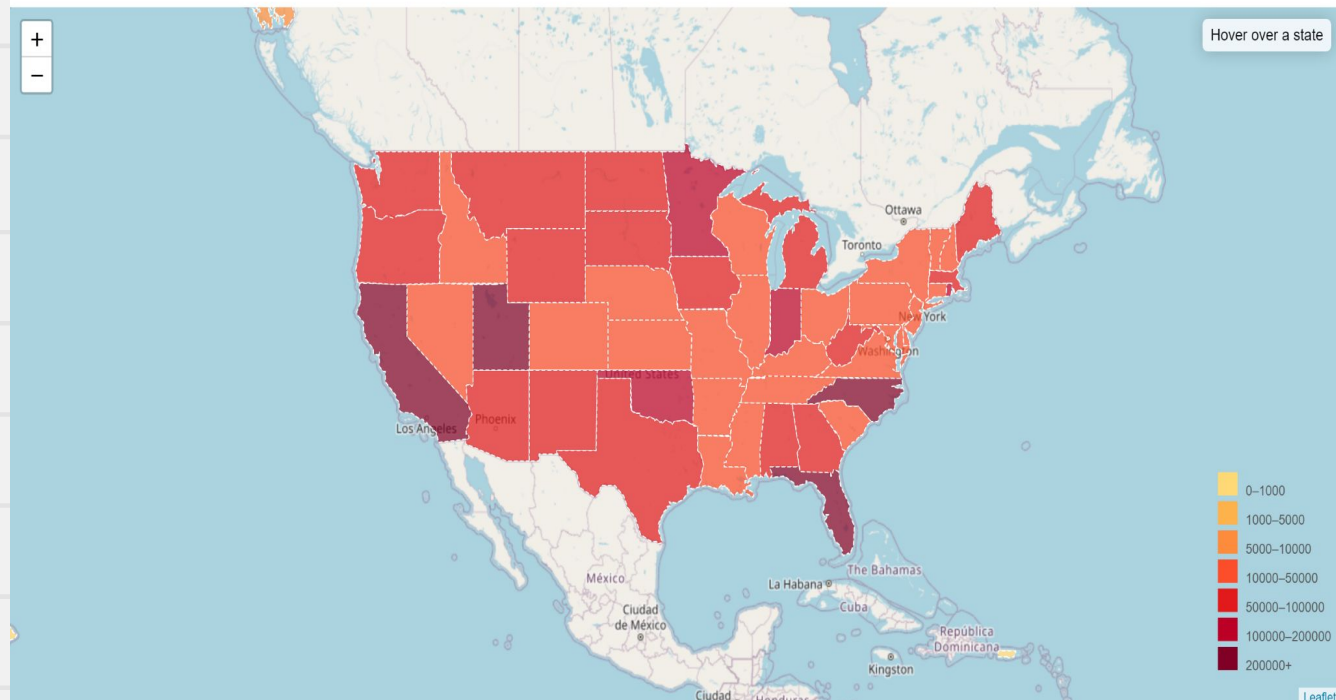 +
−
Hover over a state
Ottawa
Toronto
New York
Washington
United States
Phoenix
Los Angeles
0–1000
1000–5000
5000–10000
10000–50000
50000–100000
100000–200000
200000+
The Bahamas
La Habana
Cuba
México
Ciudad
de México
República
Dominicana
Kingston
Ciudad
Honduras
Leaflet